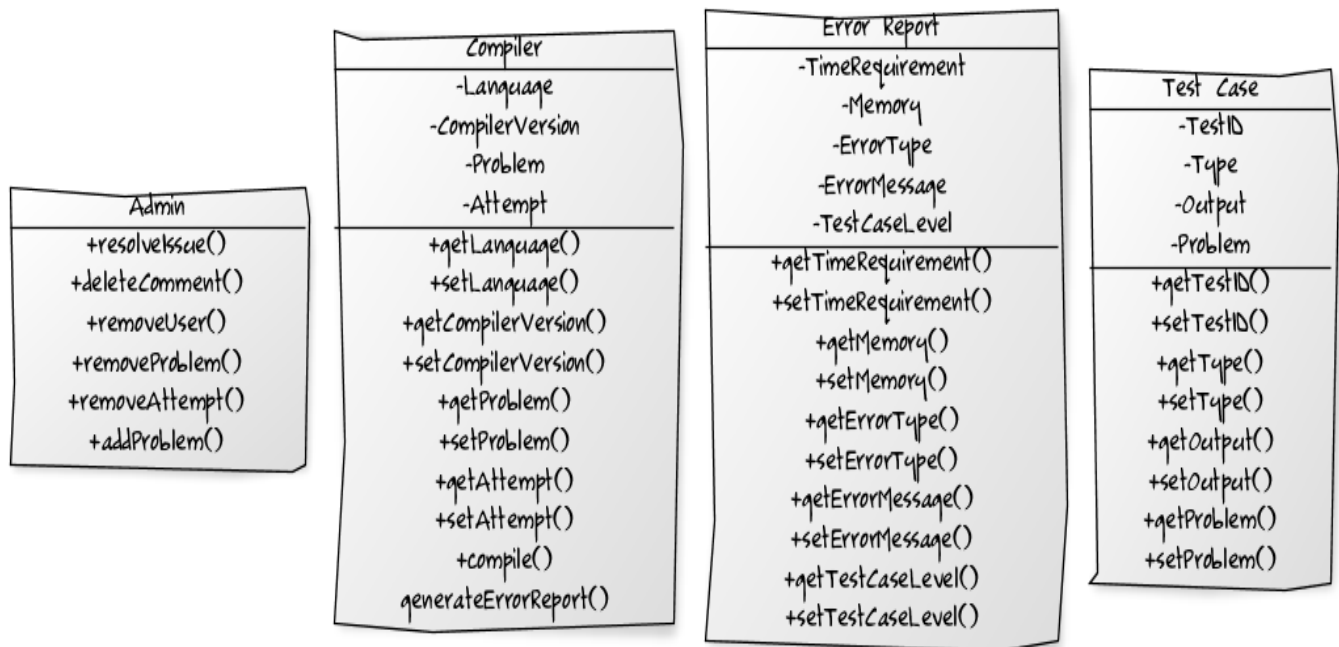 Admin
+resolveIssue()
+deleteComment()
+removeUser()
+removeProblem()
+removeAttempt()
+addProblem()
Compiler
-Language
-CompilerVersion
-Problem
-Attempt
+getLanguage()
+setLanguage()
+getCompilerVersion()
+setCompilerVersion()
+getProblem()
+setProblem()
+getAttempt()
+setAttempt()
+compile()
generateErrorReport()
Error Report
-TimeRequirement
-Memory
-ErrorType
-ErrorMessage
-TestCaseLevel
+getTimeRequirement()
+setTimeRequirement()
+getMemory()
+setMemory()
+getErrorType()
+setErrorType()
+getErrorMessage()
+setErrorMessage()
+getTestCaseLevel()
+setTestCaseLevel()
Test Case
-TestID
-Type
-Output
-Problem
+getTestID()
+setTestID()
+getType()
+setType()
+getOutput()
+setOutput()
+getProblem()
+setProblem()